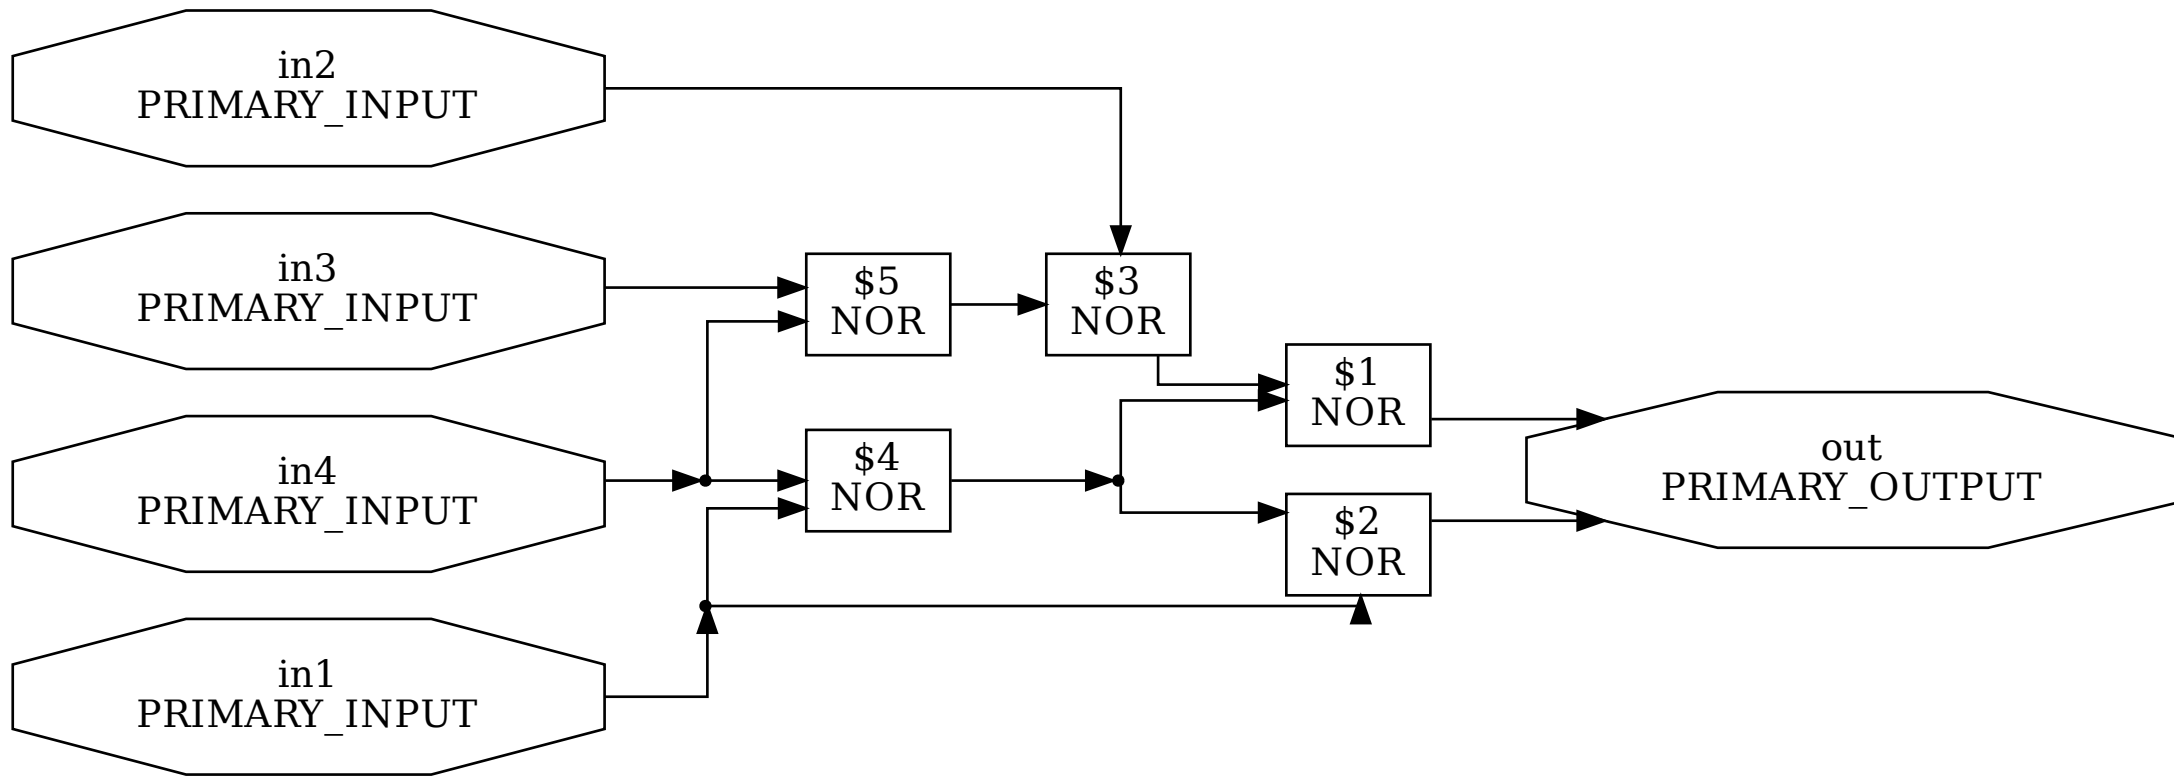 in2
PRIMARY_INPUT
in3
PRIMARY_INPUT
$5
NOR
$3
NOR
$1
NOR
in4
PRIMARY_INPUT
$4
NOR
out
PRIMARY_OUTPUT
$2
NOR
in1
PRIMARY_INPUT